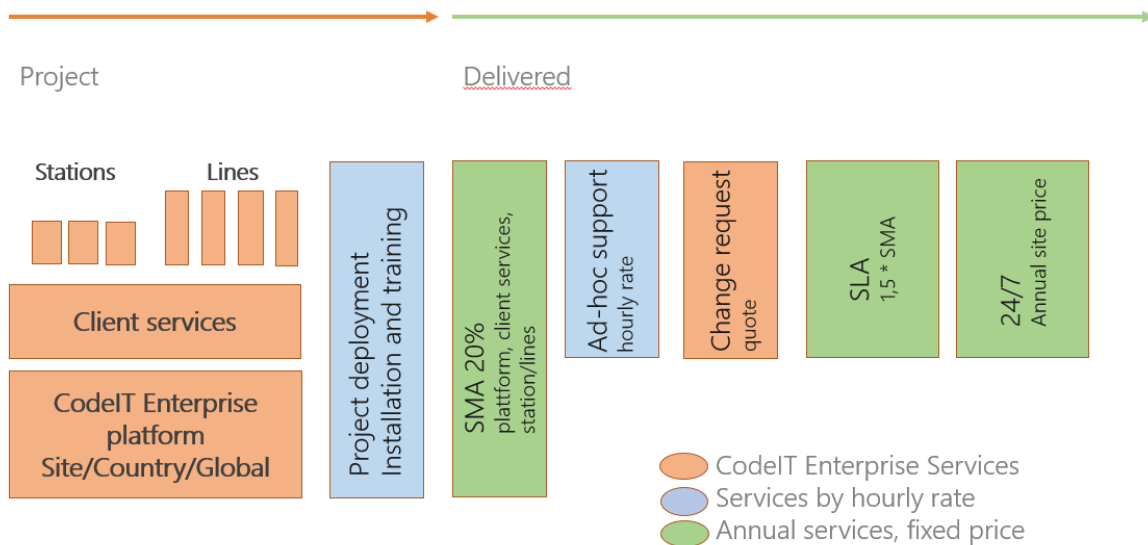 Project
Delivered
Stations
Lines
Client services
CodeIT Enterprise
platform
Site/Country/Global
Project deployment
Installation and training
SMA 20%
plattform, client services,
station/lines
Ad-hoc support
hourly rate
Change request
quote
SLA
1,5 * SMA
24/7
Annual site price
CodeIT Enterprise Services
Services by hourly rate
Annual services, fixed price